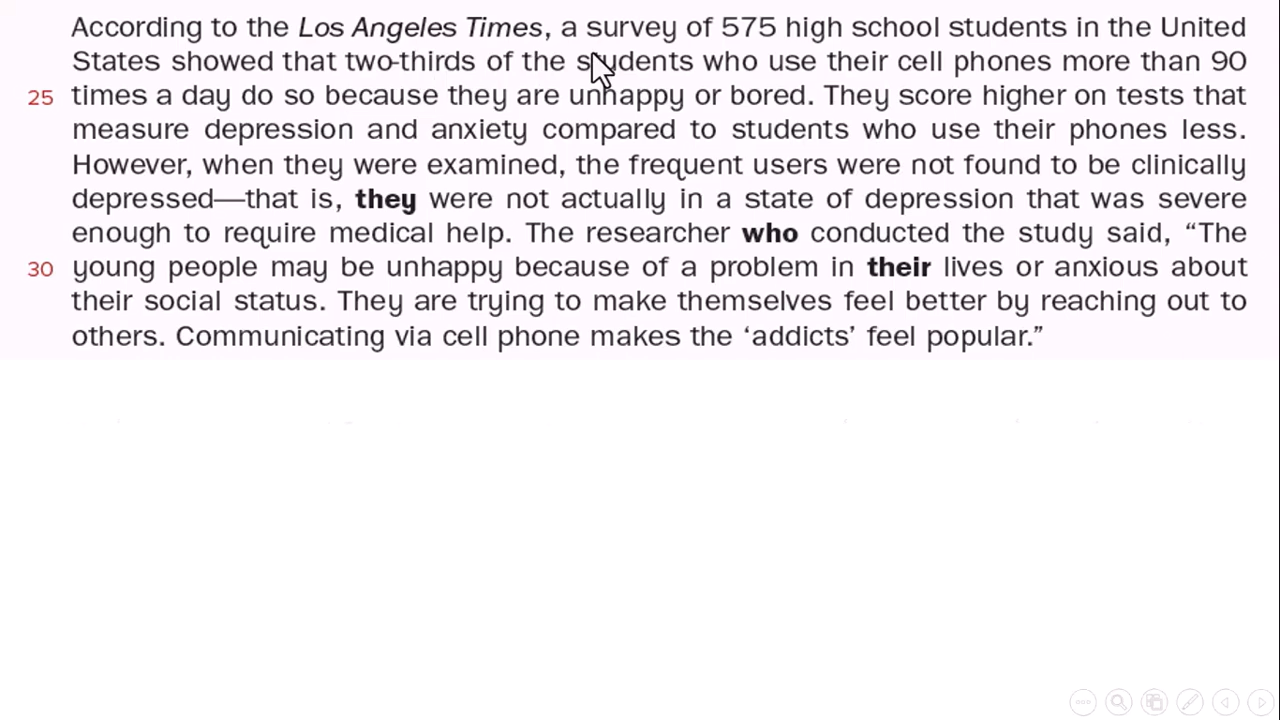 According to the Los Angeles Times, a survey of 575 high school students in the United
States showed that two-thirds of the students who use their cell phones more than 90
25 times a day do so because they are unhappy or bored. They score higher on tests that
measure depression and anxiety compared to students who use their phones less.
However, when they were examined, the frequent users were not found to be clinically
depressed—that is, they were not actually in a state of depression that was severe
enough to require medical help. The researcher who conducted the study said, “The
30 young people may be unhappy because of a problem in their lives or anxious about
their social status. They are trying to make themselves feel better by reaching out to
others. Communicating via cell phone makes the ‘addicts’ feel popular.”